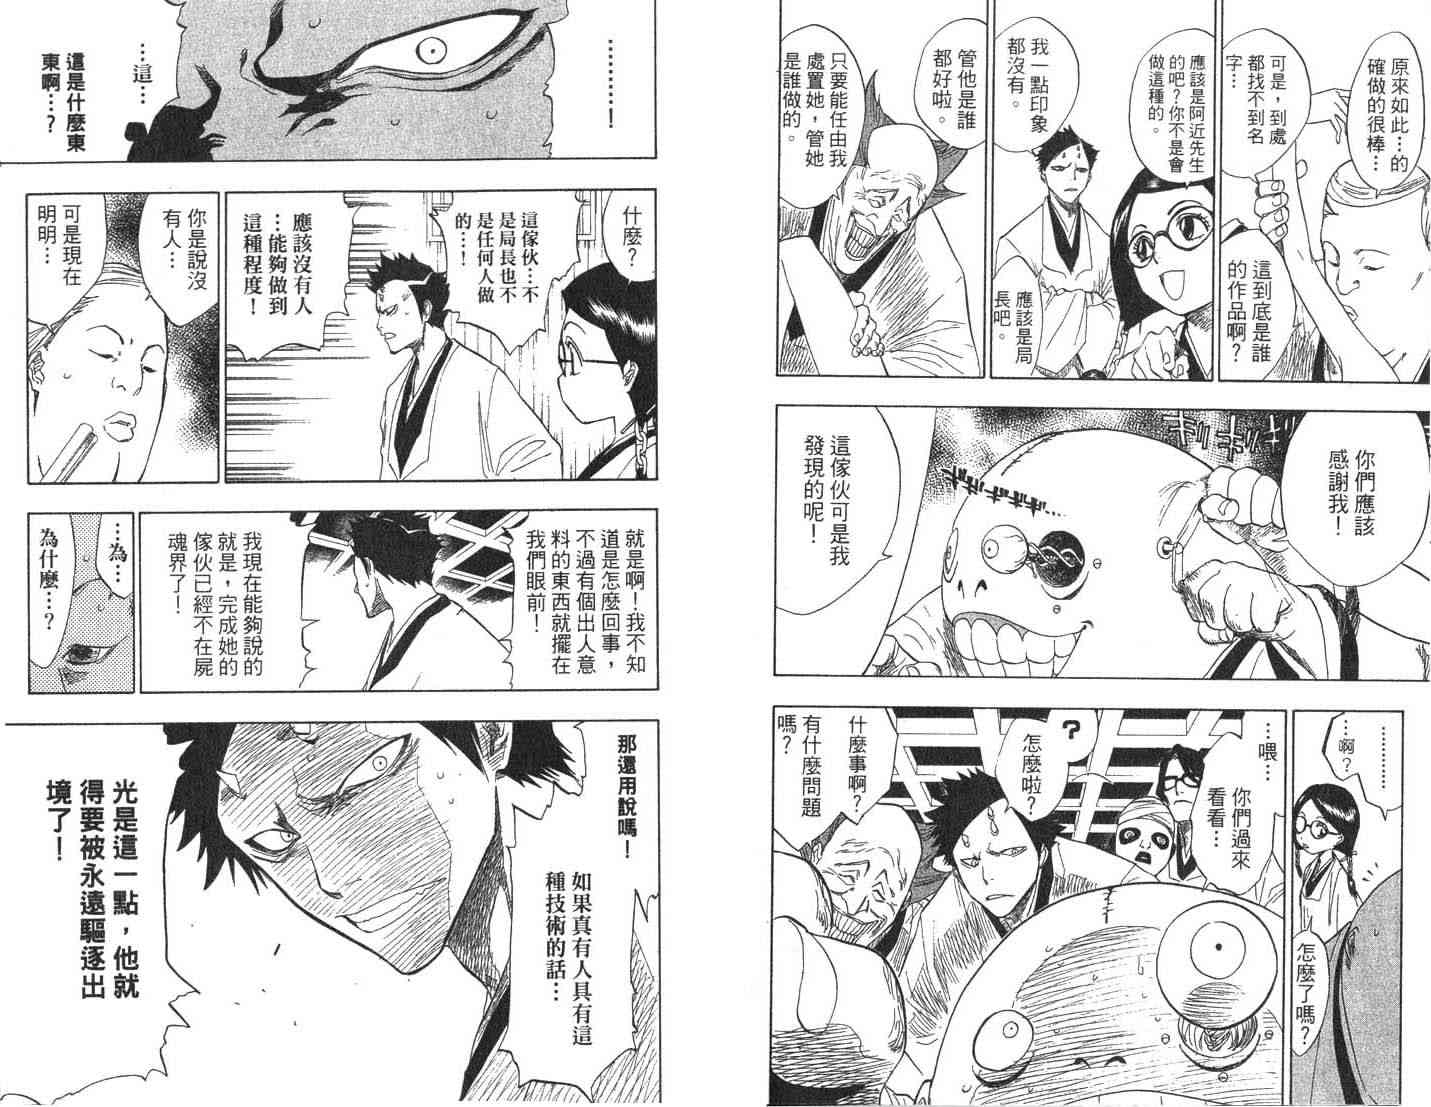 原來如此…的
確做的很棒…
可是，到處
都找不到名
字…
這到底是誰
的作品啊？
應該是阿近先生
的吧？你不是會
做這種的。
我一點印象
都沒有。
應該是局
長吧。
管他是誰
都好啦。
只要能任由我
處置她，管她
是誰做的。
你們應該
感謝我！
這傢伙可是我
發現的呢！
…………
…啊？
怎麼了嗎？
…喂…
你們過來
看看…
？
怎麼啦？
什麼事啊？
有什麼問題
嗎？
………！
…這…
這是什麼東
東啊…？
什麼？
這傢伙…不
是局長也不
是任何人做
的…！
應該沒有人
…能夠做到
這種程度！
你是說沒
有人…
可是現在
明明…
就是啊！我不知
道是怎麼回事，
不過有個出人意
料的東西就擺在
我們眼前！
我現在能夠說的
就是，完成她的
傢伙已經不在屍
魂界了！
…為…
為什麼…？
那還用說嗎！
如果真有人具有這
種技術的話…
光是這一點，他就
得要被永遠驅逐出
境了！